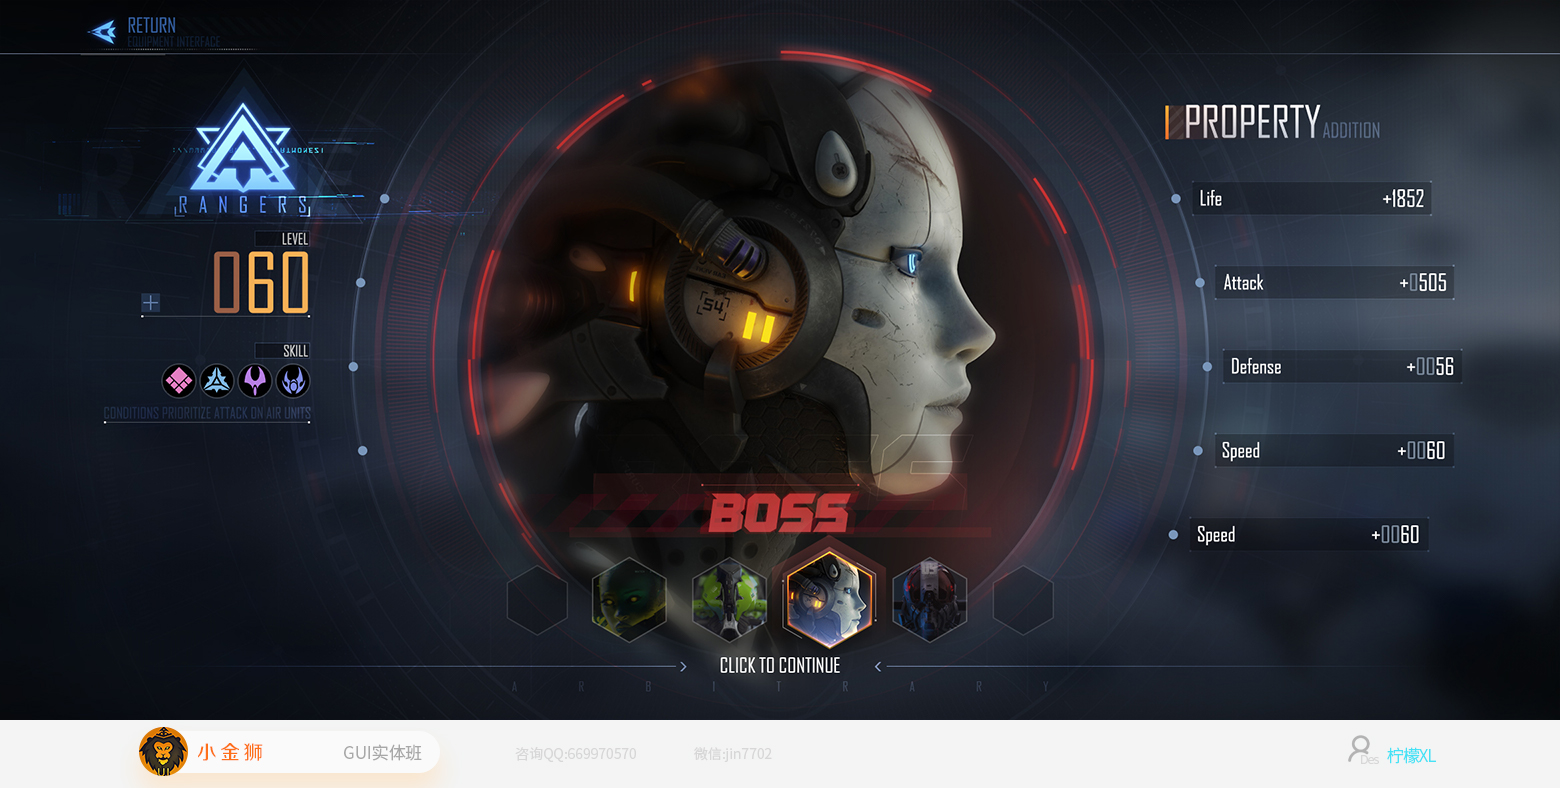 RETURN
EQUIPMENT INTERFACE
RANGERS
LEVEL
060
SKILL
CONDITIONS PRIORITIZE ATTACK ON AIR UNITS
PROPERTY ADDITION
Life +1852
Attack +0505
Defense +0056
Speed +0060
Speed +0060
54
BOSS
CLICK TO CONTINUE
A R B I T R A R Y
小金狮 GUI实体班 咨询QQ:669970570 微信:jin7702 Des 柠檬XL